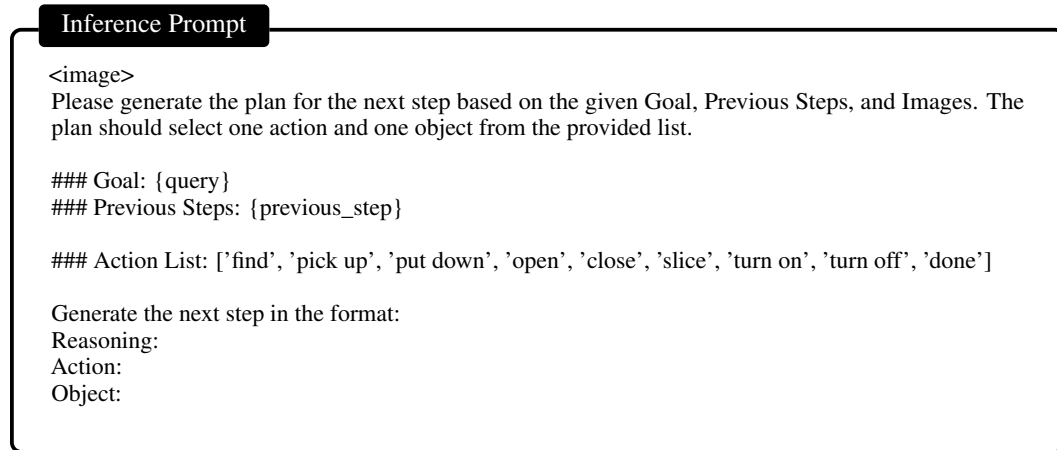 Inference Prompt
<image>
Please generate the plan for the next step based on the given Goal, Previous Steps, and Images. The
plan should select one action and one object from the provided list.
### Goal: {query}
### Previous Steps: {previous_step}
### Action List: [’find’, ’pick up’, ’put down’, ’open’, ’close’, ’slice’, ’turn on’, ’turn off’, ’done’]
Generate the next step in the format:
Reasoning:
Action:
Object: